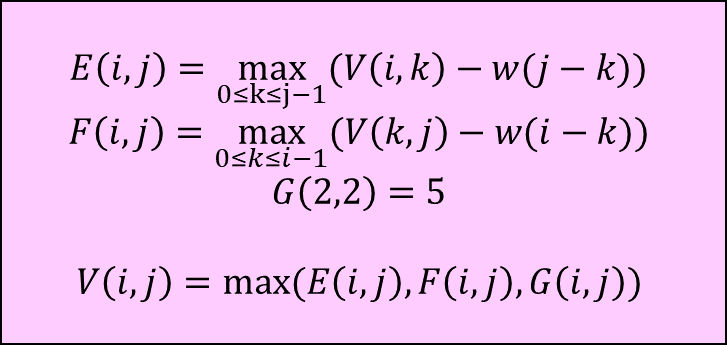 E(i,j) = max_{0≤k≤j−1}(V(i,k) − w(j − k))
F(i,j) = max_{0≤k≤i−1}(V(k,j) − w(i − k))
G(2,2) = 5
V(i,j) = max(E(i,j),F(i,j),G(i,j))